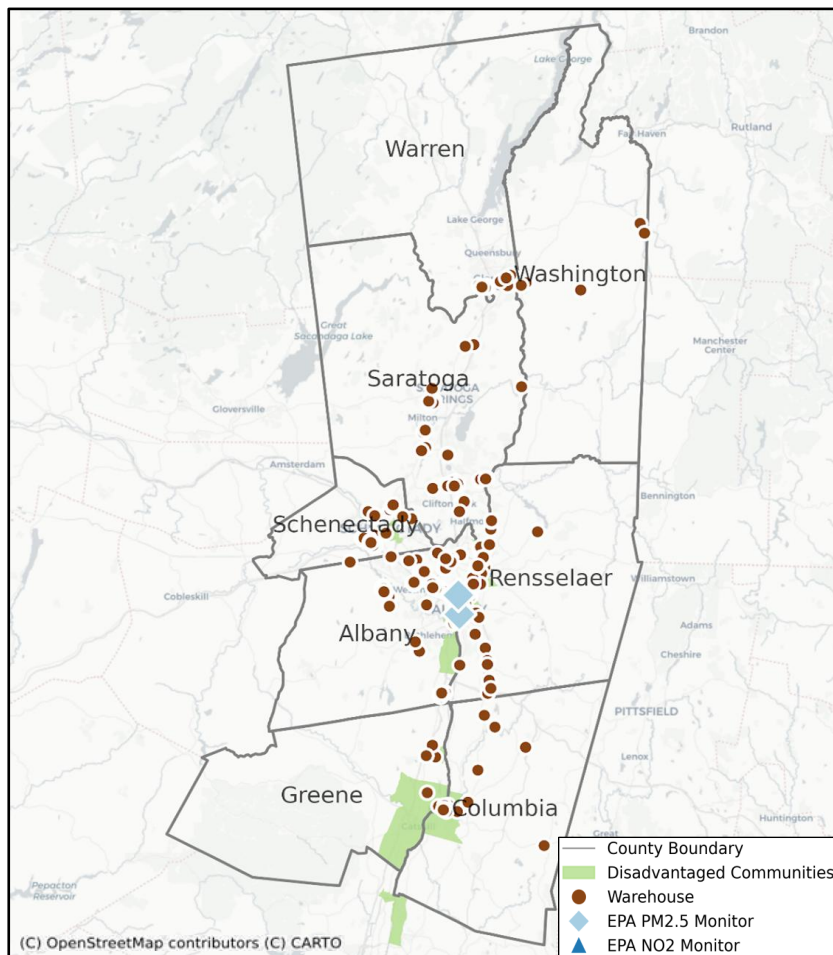 Brandon
Lake George
Fair Haven
Rutland
Warren
Lake George
Queensbury
Washington
Great
Sacandaga Lake
Manchester
Center
Saratoga
Gloversville
Milton
Amsterdam
Bennington
Schenectady
Rensselaer
Williamstown
Cobleskill
Adams
Albany
Cheshire
PITTSFIELD
Lenox
Greene
Columbia
Great
Huntington
Pepacton
Reservoir
County Boundary
Disadvantaged Communities
Warehouse
EPA PM2.5 Monitor
EPA NO2 Monitor
(C) OpenStreetMap contributors (C) CARTO